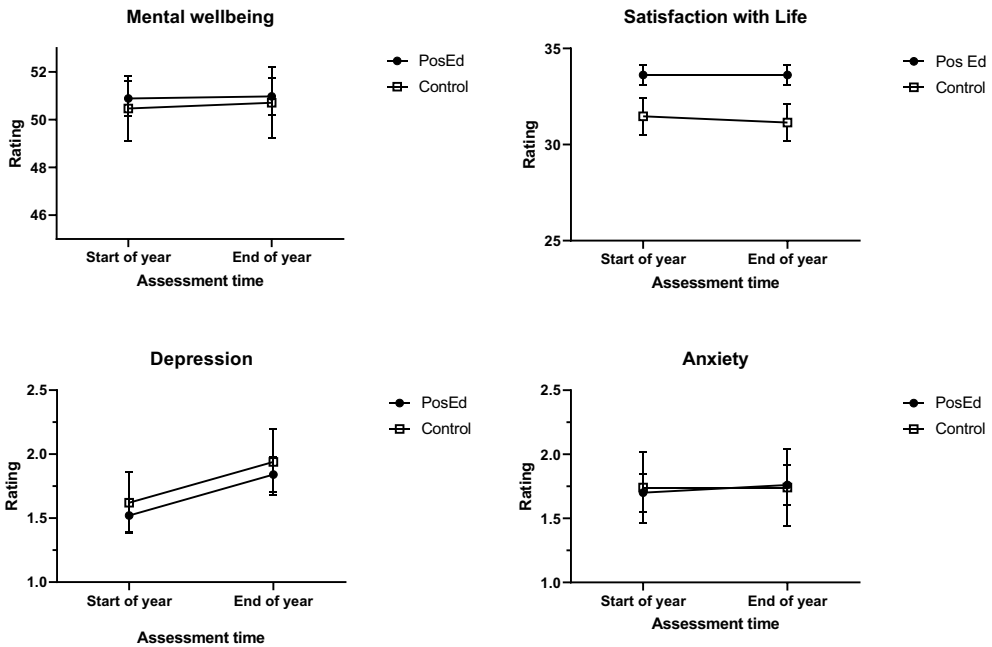 Mental wellbeing
52
50
48
46
Rating
Start of year
End of year
Assessment time
PosEd
Control
Satisfaction with Life
35
30
25
Rating
Start of year
End of year
Assessment time
Pos Ed
Control
Depression
2.5
2.0
1.5
1.0
Rating
Start of year
End of year
Assessment time
PosEd
Control
Anxiety
2.5
2.0
1.5
1.0
Rating
Start of year
End of year
Assessment time
PosEd
Control